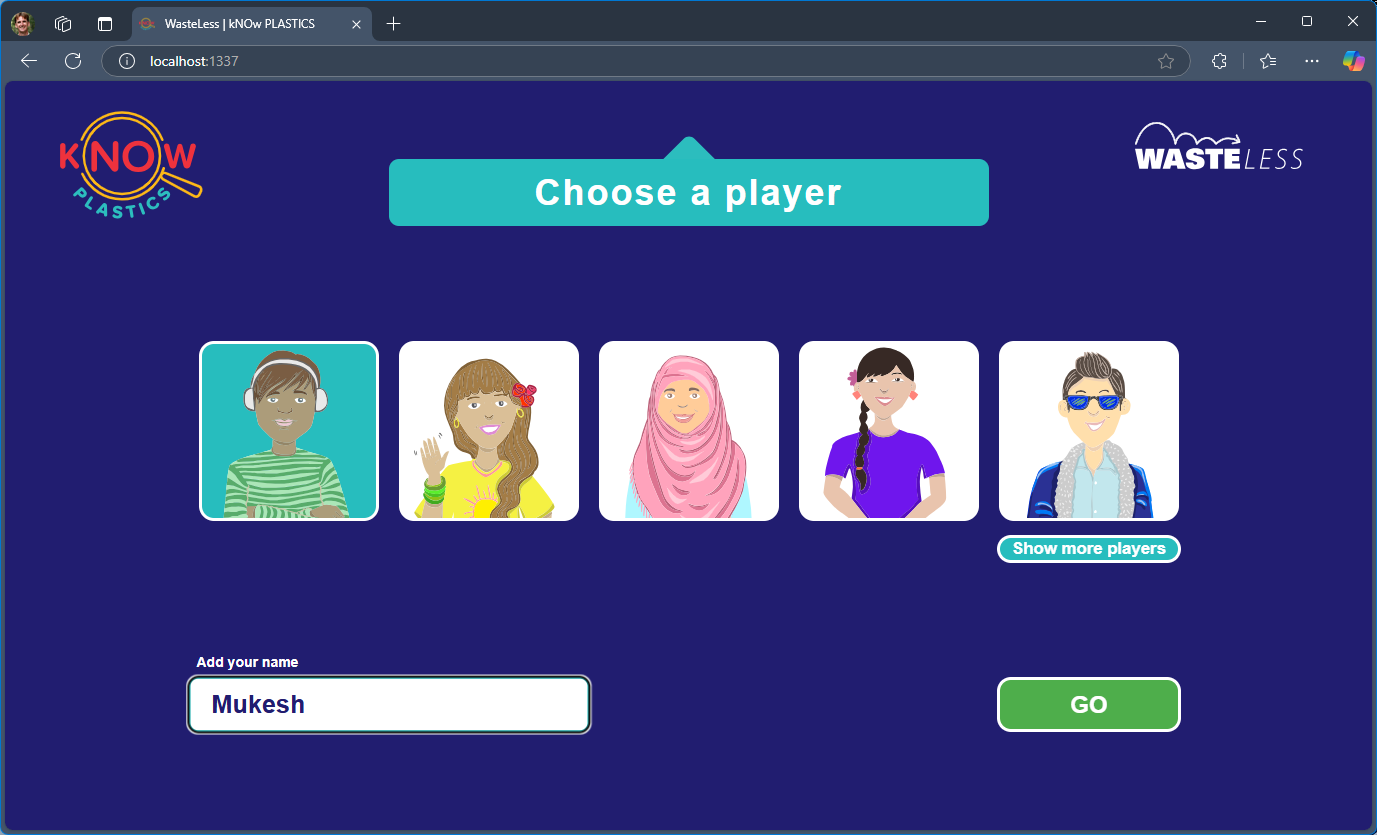 WasteLess | kNOw PLASTICS
localhost:1337
KNOW
PLASTICS
WASTELESS
Choose a player
Show more players
Add your name
Mukesh
GO